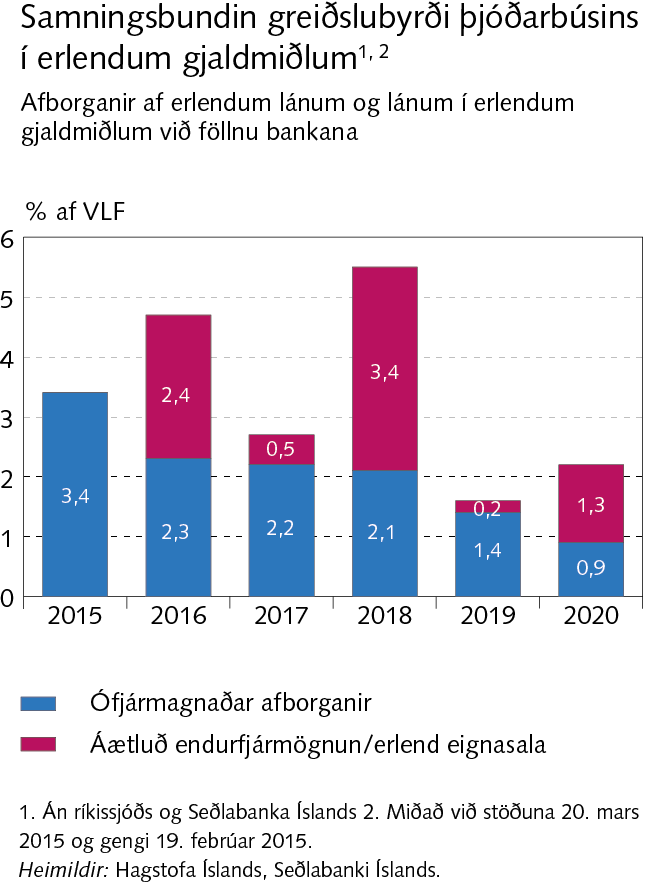 Samningsbundin greiðslubyrði þjóðarbúsins
í erlendum gjaldmiðlum1, 2
Afborganir af erlendum lánum og lánum í erlendum
gjaldmiðlum við föllnu bankana
% af VLF
6
5
4
3
2
1
0
3,4
2,4
2,3
0,5
2,2
3,4
2,1
0,2
1,4
1,3
0,9
2015 2016 2017 2018 2019 2020
Ófjármagnaðar afborganir
Áætluð endurfjármögnun/erlend eignasala
1. Án ríkissjóðs og Seðlabanka Íslands 2. Miðað við stöðuna 20. mars
2015 og gengi 19. febrúar 2015.
Heimildir: Hagstofa Íslands, Seðlabanki Íslands.